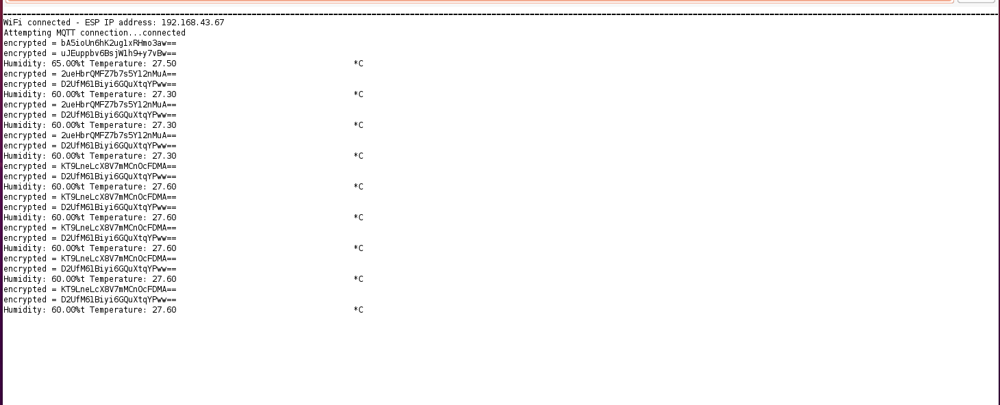 WiFi connected - ESP IP address: 192.168.43.67
Attempting MQTT connection...connected
encrypted = bA5ioUn6hK2uglxRHmo3aw==
encrypted = uJEuppbv6BsjWlh9+y7vBw==
Humidity: 65.00%t Temperature: 27.50 *C
encrypted = 2ueHbrQMFZ7b7s5Yl2nMuA==
encrypted = D2UfM6lBiyi6GQuXtqYPww==
Humidity: 60.00%t Temperature: 27.30 *C
encrypted = 2ueHbrQMFZ7b7s5Yl2nMuA==
encrypted = D2UfM6lBiyi6GQuXtqYPww==
Humidity: 60.00%t Temperature: 27.30 *C
encrypted = 2ueHbrQMFZ7b7s5Yl2nMuA==
encrypted = D2UfM6lBiyi6GQuXtqYPww==
Humidity: 60.00%t Temperature: 27.30 *C
encrypted = KT9LneLcX8V7mMCnOcFDMA==
encrypted = D2UfM6lBiyi6GQuXtqYPww==
Humidity: 60.00%t Temperature: 27.60 *C
encrypted = KT9LneLcX8V7mMCnOcFDMA==
encrypted = D2UfM6lBiyi6GQuXtqYPww==
Humidity: 60.00%t Temperature: 27.60 *C
encrypted = KT9LneLcX8V7mMCnOcFDMA==
encrypted = D2UfM6lBiyi6GQuXtqYPww==
Humidity: 60.00%t Temperature: 27.60 *C
encrypted = KT9LneLcX8V7mMCnOcFDMA==
encrypted = D2UfM6lBiyi6GQuXtqYPww==
Humidity: 60.00%t Temperature: 27.60 *C
encrypted = KT9LneLcX8V7mMCnOcFDMA==
encrypted = D2UfM6lBiyi6GQuXtqYPww==
Humidity: 60.00%t Temperature: 27.60 *C